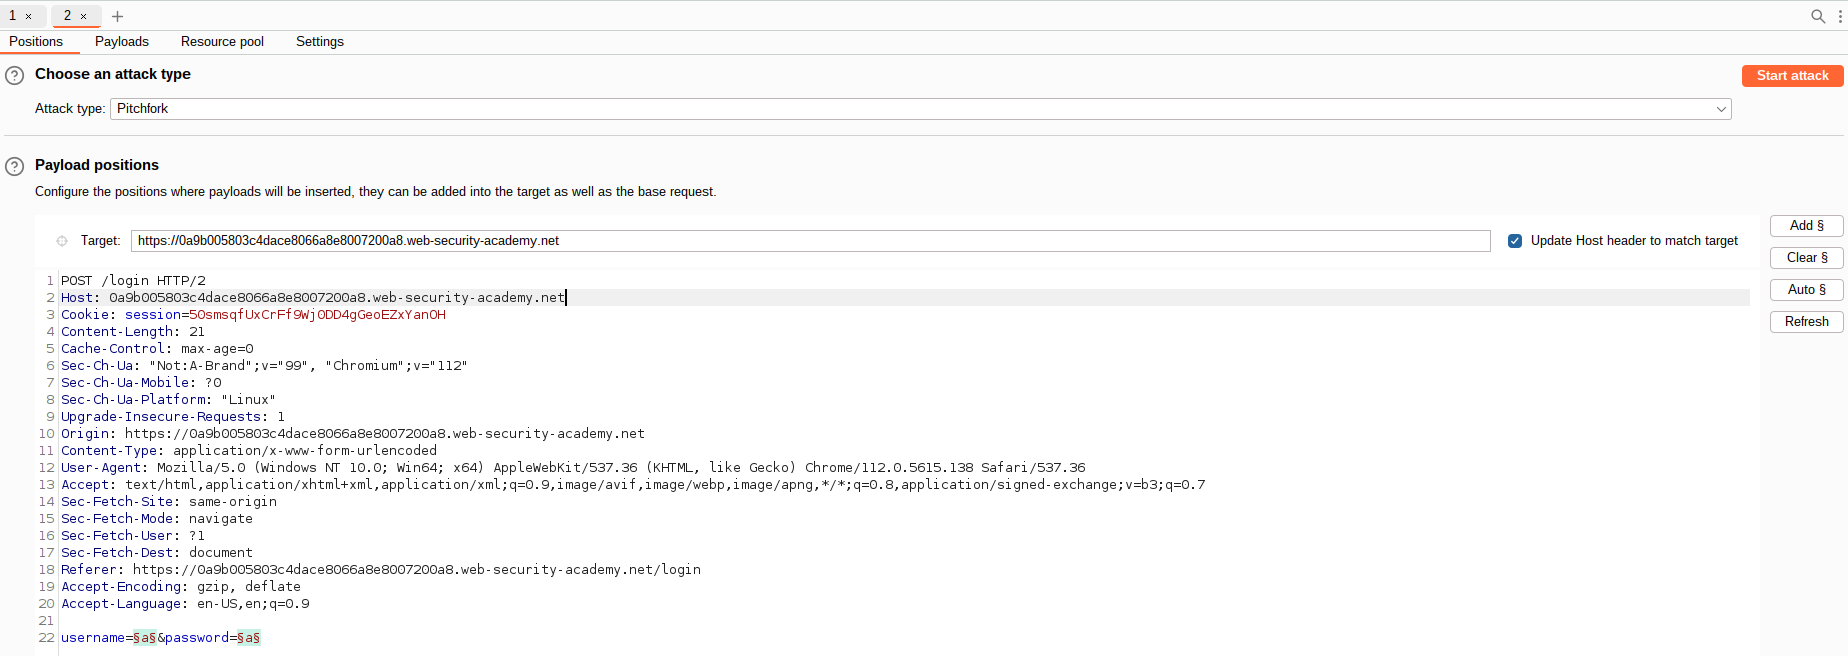 1 × 2 × +
Positions Payloads Resource pool Settings
? Choose an attack type
Start attack
Attack type: Pitchfork
? Payload positions
Configure the positions where payloads will be inserted, they can be added into the target as well as the base request.
Target: https://0a9b005803c4dace8066a8e8007200a8.web-security-academy.net
Update Host header to match target
Add §
Clear §
Auto §
Refresh
1 POST /login HTTP/2
2 Host: 0a9b005803c4dace8066a8e8007200a8.web-security-academy.net
3 Cookie: session=50smsqfUxCrFf9Wj0DD4gGeoEZxYanOH
4 Content-Length: 21
5 Cache-Control: max-age=0
6 Sec-Ch-Ua: "Not:A-Brand";v="99", "Chromium";v="112"
7 Sec-Ch-Ua-Mobile: ?0
8 Sec-Ch-Ua-Platform: "Linux"
9 Upgrade-Insecure-Requests: 1
10 Origin: https://0a9b005803c4dace8066a8e8007200a8.web-security-academy.net
11 Content-Type: application/x-www-form-urlencoded
12 User-Agent: Mozilla/5.0 (Windows NT 10.0; Win64; x64) AppleWebKit/537.36 (KHTML, like Gecko) Chrome/112.0.5615.138 Safari/537.36
13 Accept: text/html,application/xhtml+xml,application/xml;q=0.9,image/avif,image/webp,image/apng,*/*;q=0.8,application/signed-exchange;v=b3;q=0.7
14 Sec-Fetch-Site: same-origin
15 Sec-Fetch-Mode: navigate
16 Sec-Fetch-User: ?1
17 Sec-Fetch-Dest: document
18 Referer: https://0a9b005803c4dace8066a8e8007200a8.web-security-academy.net/login
19 Accept-Encoding: gzip, deflate
20 Accept-Language: en-US,en;q=0.9
21
22 username=§a§&password=§a§